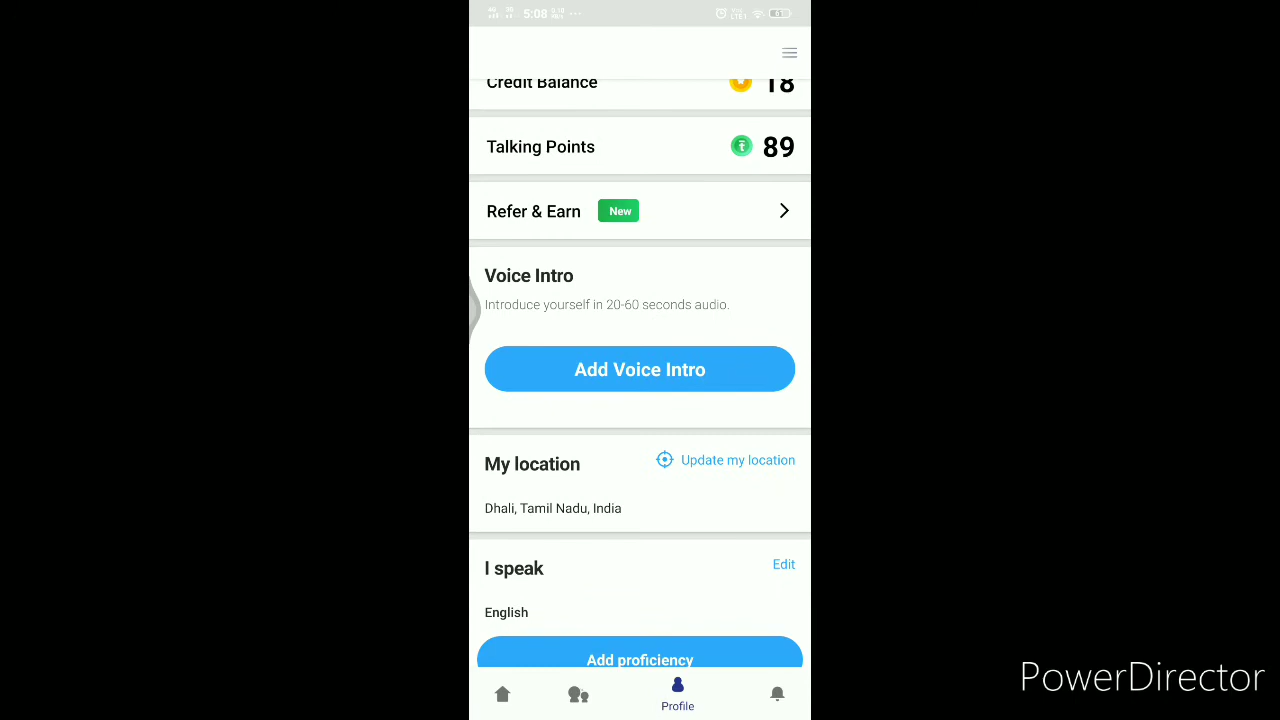 5:08
Credit Balance 18
Talking Points 89
Refer & Earn New
Voice Intro
Introduce yourself in 20-60 seconds audio.
Add Voice Intro
My location Update my location
Dhali, Tamil Nadu, India
I speak Edit
English
Add proficiency
Profile
PowerDirector